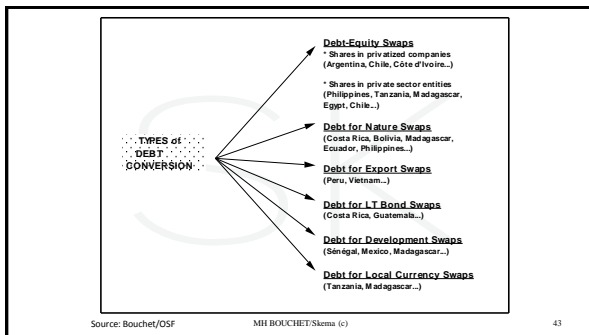 TYPES of
DEBT
CONVERSION
Debt-Equity Swaps
* Shares in privatized companies
(Argentina, Chile, Côte d'Ivoire...)
* Shares in private sector entities
(Philippines, Tanzania, Madagascar,
Egypt, Chile...)
Debt for Nature Swaps
(Costa Rica, Bolivia, Madagascar,
Ecuador, Philippines...)
Debt for Export Swaps
(Peru, Vietnam...)
Debt for LT Bond Swaps
(Costa Rica, Guatemala...)
Debt for Development Swaps
(Sénégal, Mexico, Madagascar...)
Debt for Local Currency Swaps
(Tanzania, Madagascar...)
Source: Bouchet/OSF MH BOUCHET/Skema (c) 43